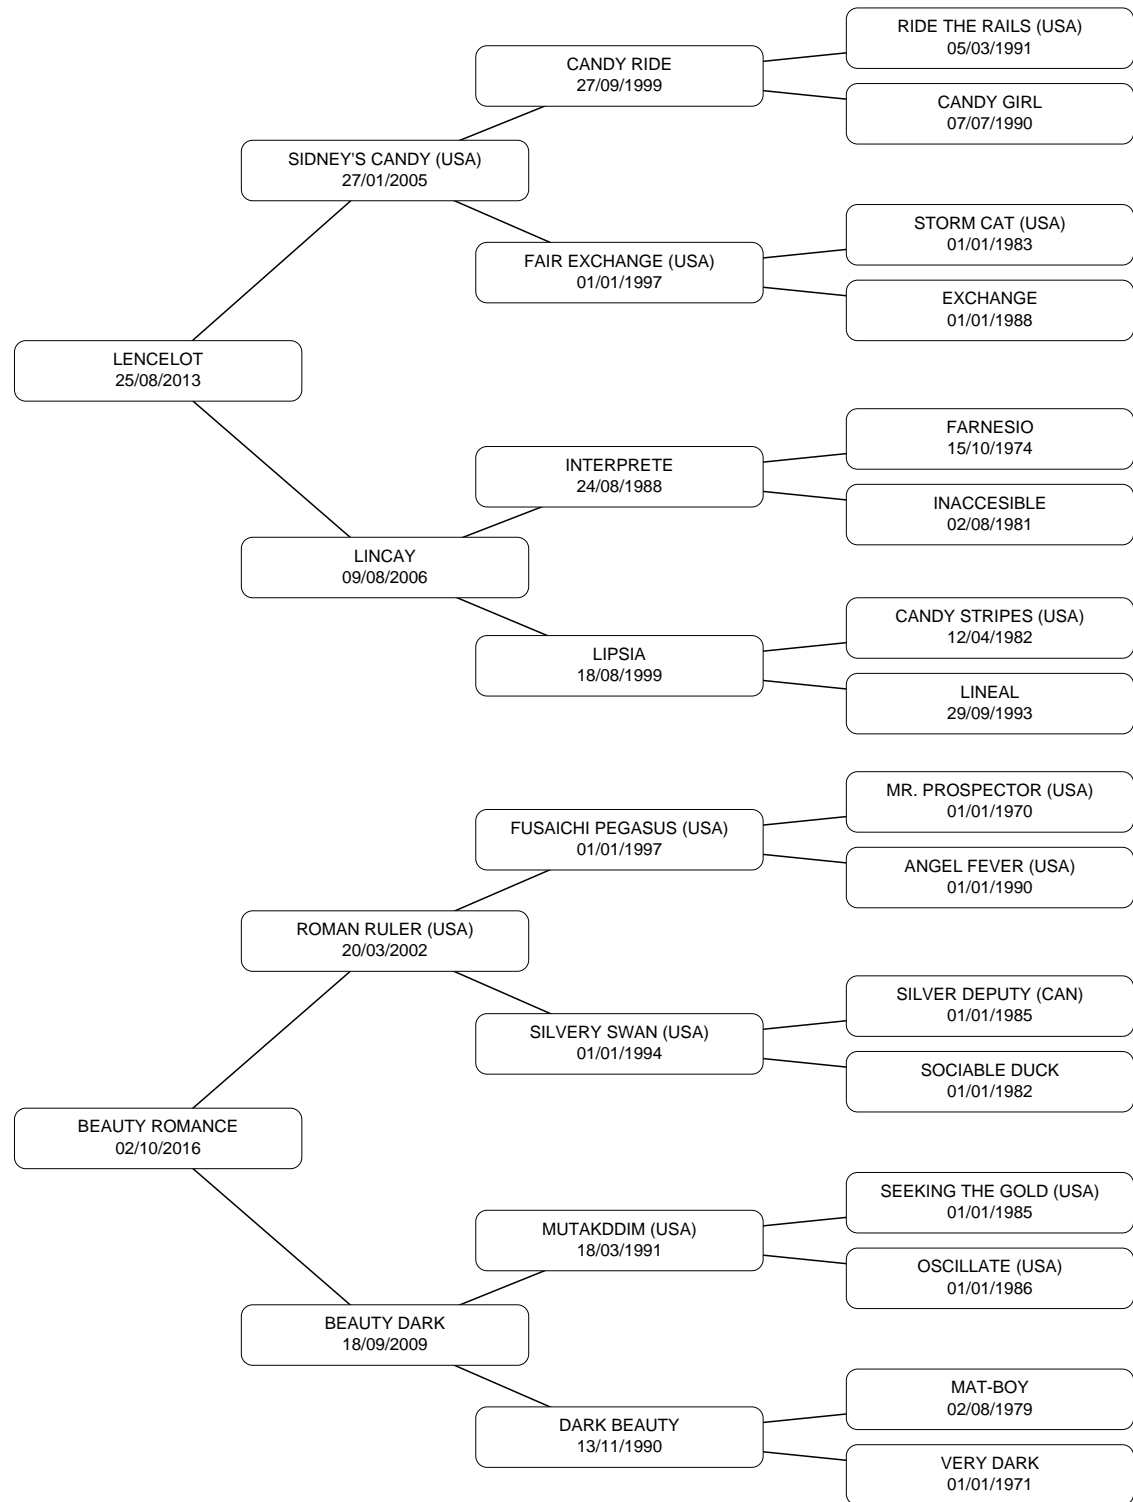 RIDE THE RAILS (USA)
05/03/1991
CANDY RIDE
27/09/1999
CANDY GIRL
07/07/1990
SIDNEY'S CANDY (USA)
27/01/2005
STORM CAT (USA)
01/01/1983
FAIR EXCHANGE (USA)
01/01/1997
EXCHANGE
01/01/1988
LENCELOT
25/08/2013
FARNESIO
15/10/1974
INTERPRETE
24/08/1988
INACCESIBLE
02/08/1981
LINCAY
09/08/2006
CANDY STRIPES (USA)
12/04/1982
LIPSIA
18/08/1999
LINEAL
29/09/1993
MR. PROSPECTOR (USA)
01/01/1970
FUSAICHI PEGASUS (USA)
01/01/1997
ANGEL FEVER (USA)
01/01/1990
ROMAN RULER (USA)
20/03/2002
SILVER DEPUTY (CAN)
01/01/1985
SILVERY SWAN (USA)
01/01/1994
SOCIABLE DUCK
01/01/1982
BEAUTY ROMANCE
02/10/2016
SEEKING THE GOLD (USA)
01/01/1985
MUTAKDDIM (USA)
18/03/1991
OSCILLATE (USA)
01/01/1986
BEAUTY DARK
18/09/2009
MAT-BOY
02/08/1979
DARK BEAUTY
13/11/1990
VERY DARK
01/01/1971